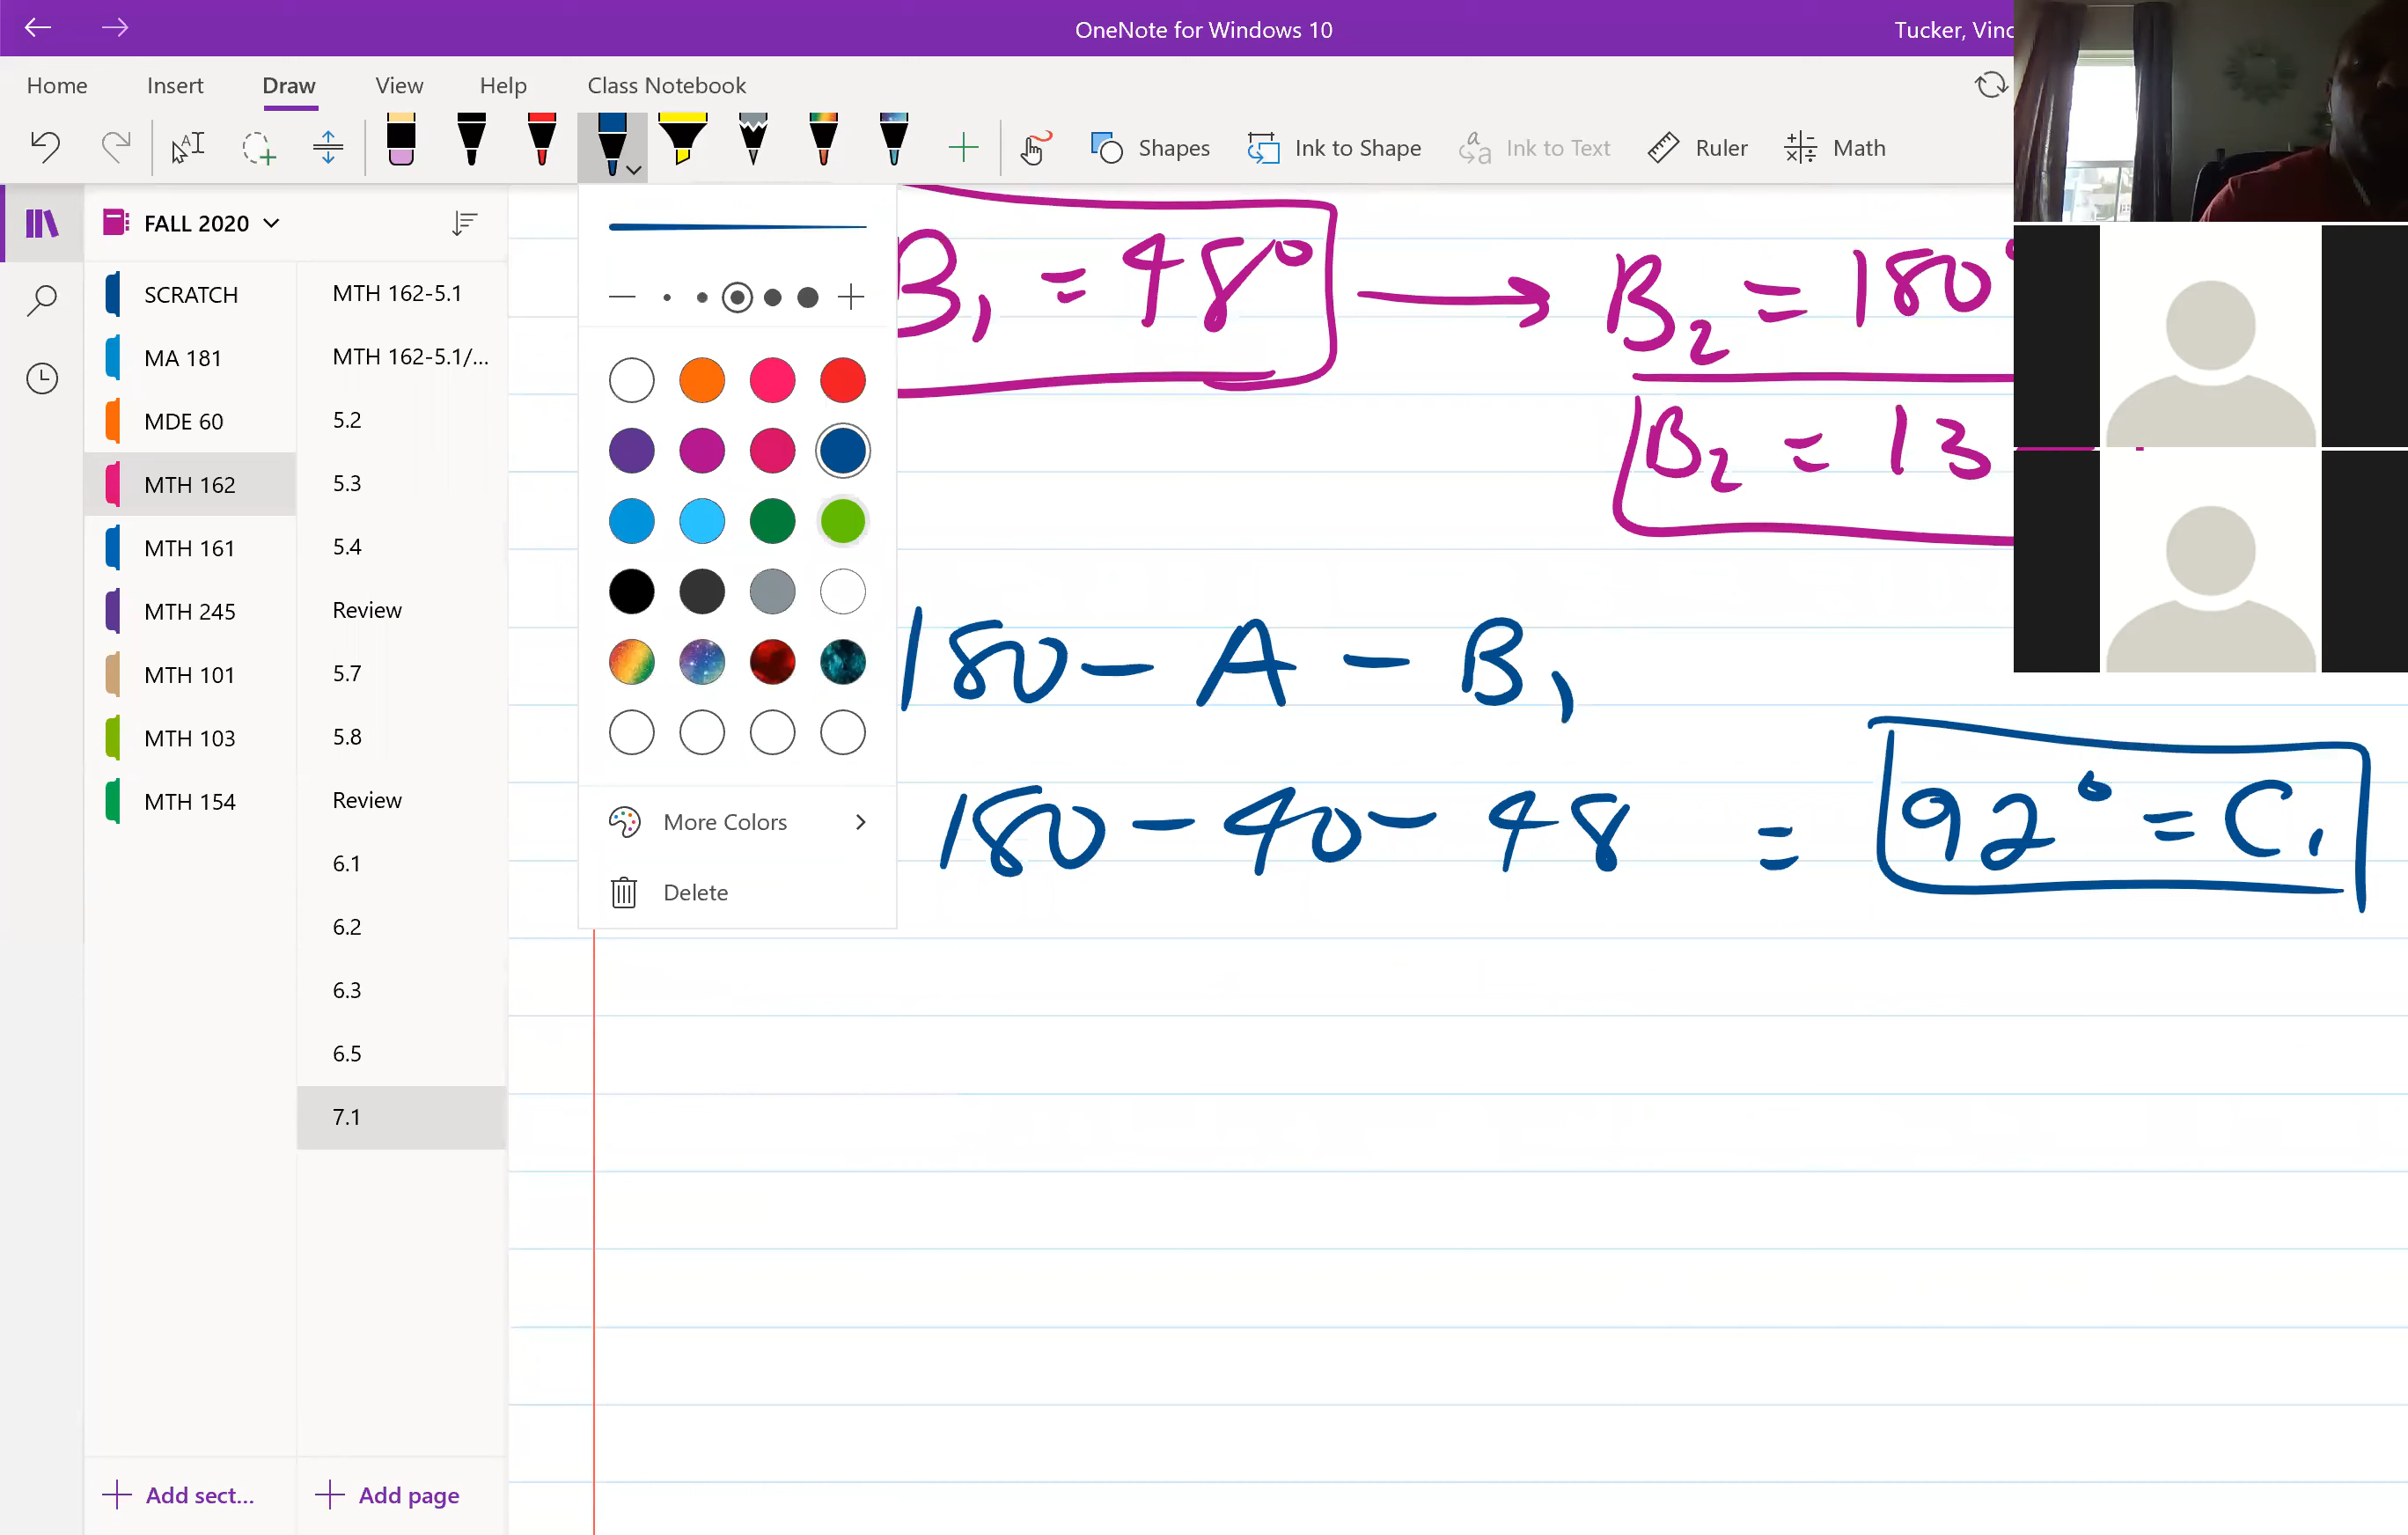 OneNote for Windows 10
Tucker, Vinc
Home Insert Draw View Help Class Notebook
Shapes Ink to Shape Ink to Text Ruler Math
FALL 2020
SCRATCH
MA 181
MDE 60
MTH 162
MTH 161
MTH 245
MTH 101
MTH 103
MTH 154
Add sect...
MTH 162-5.1
MTH 162-5.1/...
5.2
5.3
5.4
Review
5.7
5.8
Review
6.1
6.2
6.3
6.5
7.1
Add page
More Colors
Delete
B₁ = 48° → B₂ = 180°
B₂ = 13
180 - A - B₁
180 - 40 - 48 = 92° = C₁